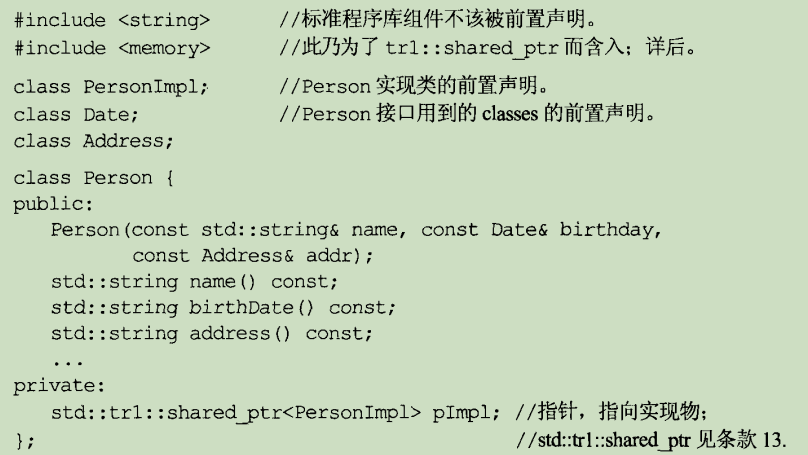 #include <string> //标准程序库组件不该被前置声明。
#include <memory> //此乃为了 tr1::shared_ptr 而含入；详后。
class PersonImpl; //Person 实现类的前置声明。
class Date; //Person 接口用到的 classes 的前置声明。
class Address;
class Person {
public:
Person(const std::string& name, const Date& birthday,
const Address& addr);
std::string name() const;
std::string birthDate() const;
std::string address() const;
...
private:
std::tr1::shared_ptr<PersonImpl> pImpl; //指针，指向实现物；
}; //std::tr1::shared_ptr 见条款 13.